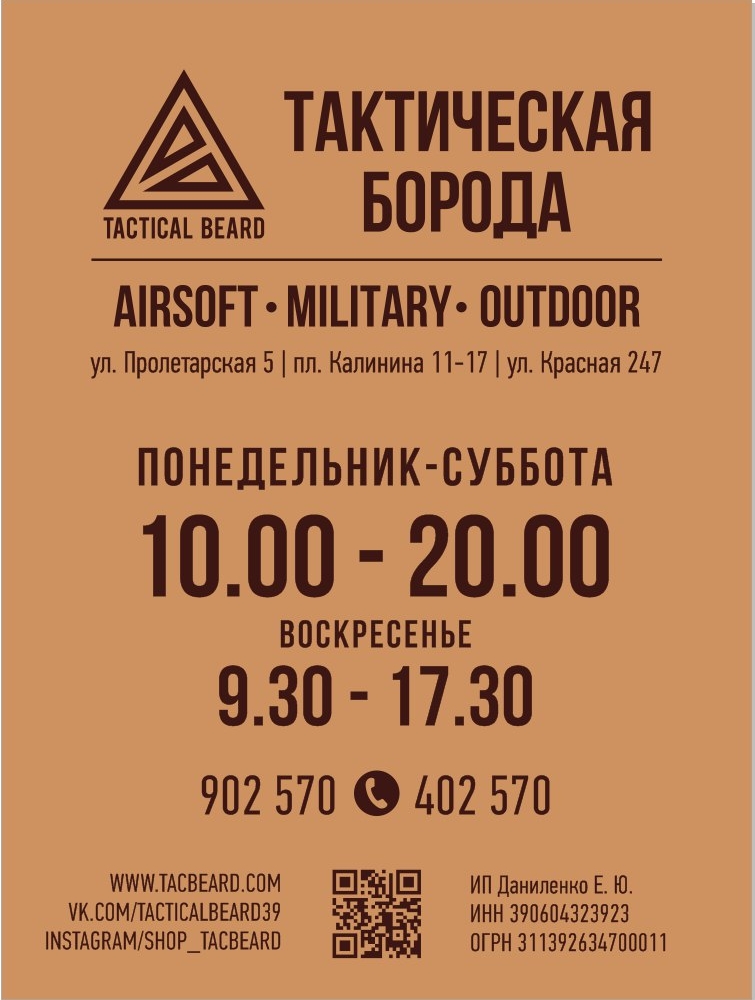 TACTICAL BEARD
ТАКТИЧЕСКАЯ
БОРОДА
AIRSOFT • MILITARY • OUTDOOR
ул. Пролетарская 5 | пл. Калинина 11-17 | ул. Красная 247
ПОНЕДЕЛЬНИК-СУББОТА
10.00 - 20.00
ВОСКРЕСЕНЬЕ
9.30 - 17.30
902 570 402 570
WWW.TACBEARD.COM
VK.COM/TACTICALBEARD39
INSTAGRAM/SHOP_TACBEARD
ИП Даниленко Е. Ю.
ИНН 390604323923
ОГРН 311392634700011